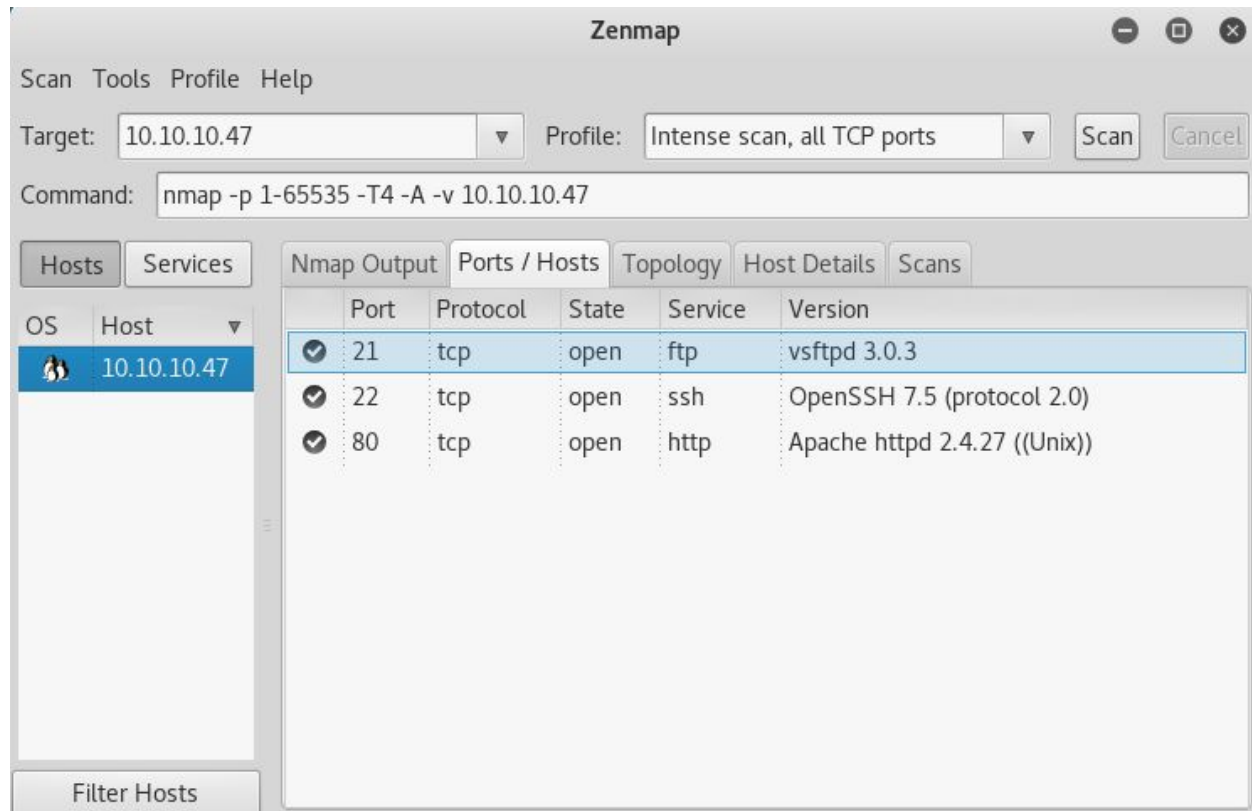 Zenmap
Scan Tools Profile Help
Target: 10.10.10.47 Profile: Intense scan, all TCP ports Scan Cancel
Command: nmap -p 1-65535 -T4 -A -v 10.10.10.47
Hosts Services Nmap Output Ports / Hosts Topology Host Details Scans
OS Host Port Protocol State Service Version
10.10.10.47 21 tcp open ftp vsftpd 3.0.3
22 tcp open ssh OpenSSH 7.5 (protocol 2.0)
80 tcp open http Apache httpd 2.4.27 ((Unix))
Filter Hosts